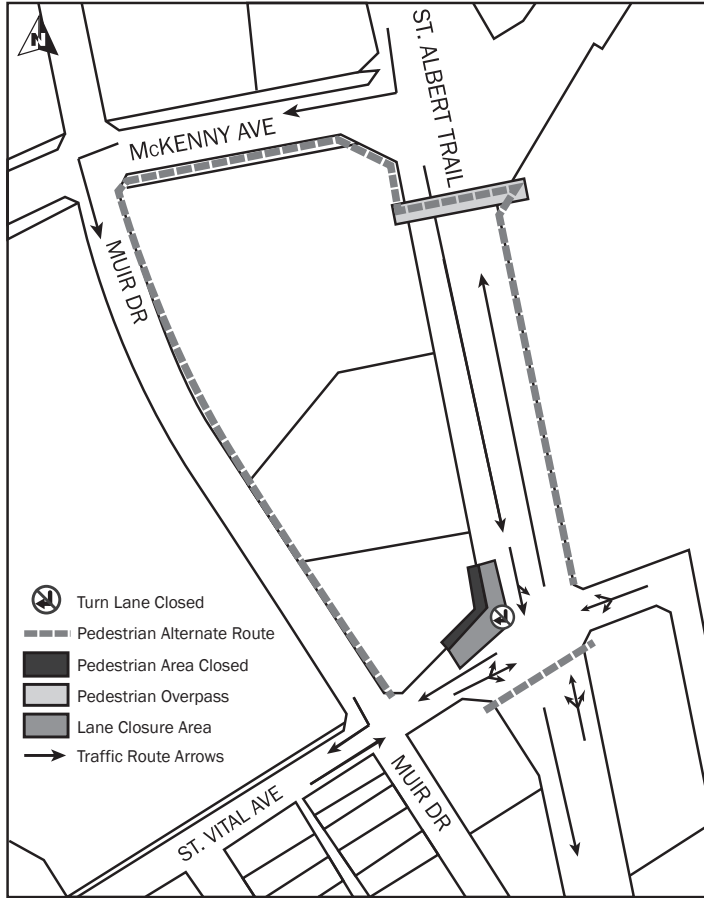 N
ST. ALBERT TRAIL
McKENNY AVE
MUIR DR
Turn Lane Closed
Pedestrian Alternate Route
Pedestrian Area Closed
Pedestrian Overpass
Lane Closure Area
Traffic Route Arrows
ST. VITAL AVE
MUIR DR